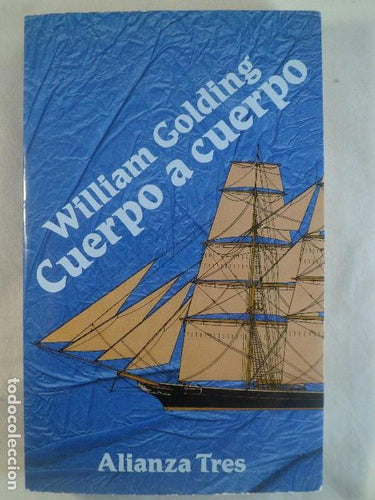 William Golding
Cuerpo a cuerpo
Alianza Tres
todocoleccion